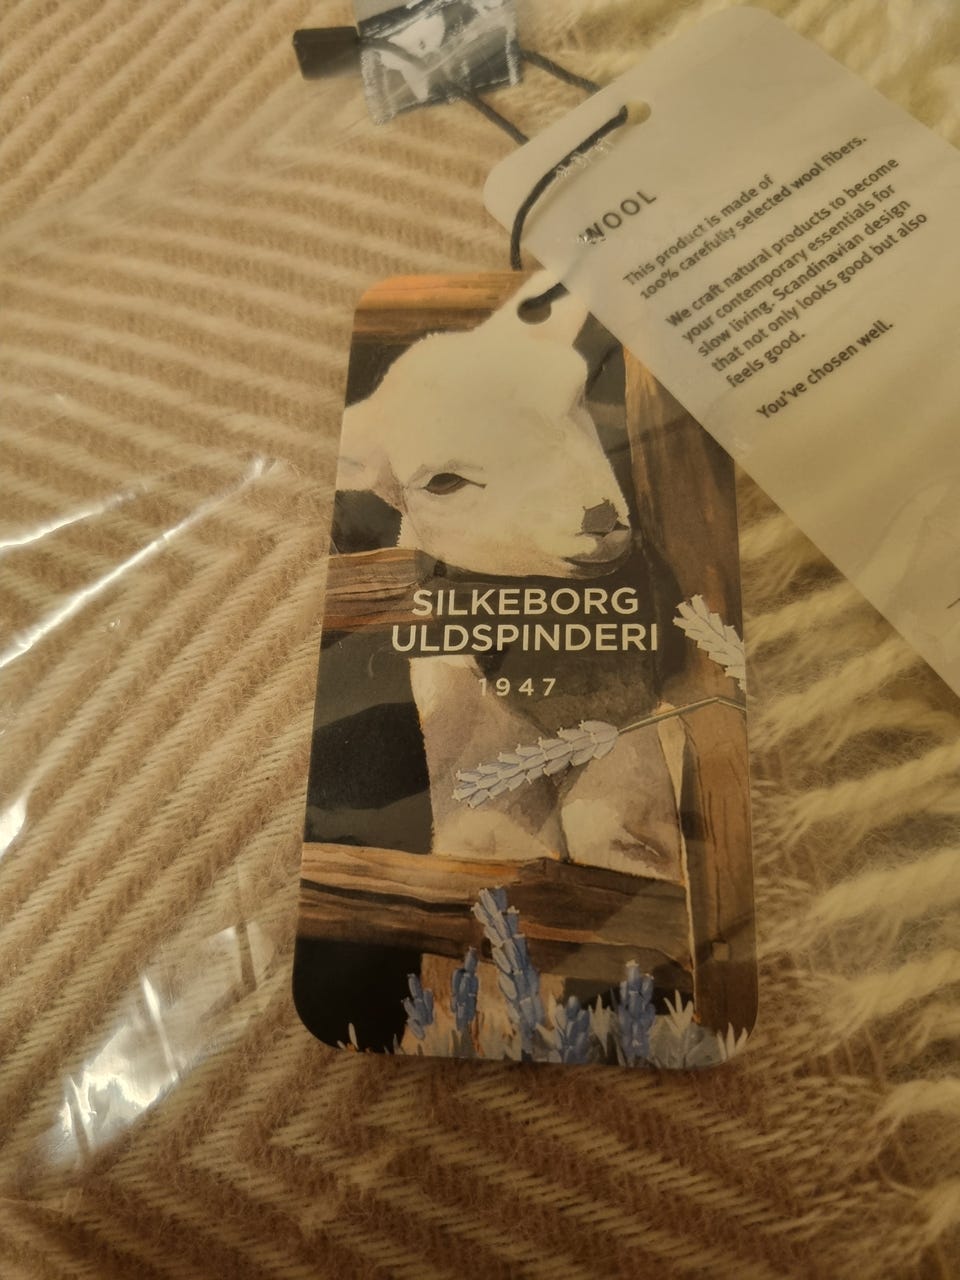 WOOL
This product is made of
100% carefully selected wool fibers.
We craft natural products to become
your contemporary essentials for
slow living. Scandinavian design
that not only looks good but also
feels good.
You've chosen well.
SILKEBORG
ULDSPINDERI
1947